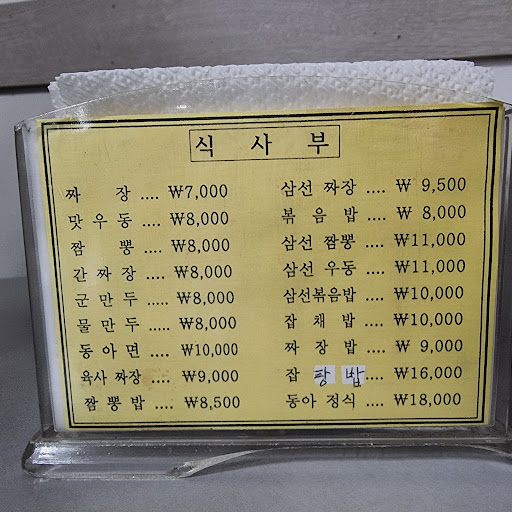 식 사 부
짜 장 .... ₩7,000
맛 우 동 .... ₩8,000
짬 뽕 .... ₩8,000
간 짜 장 .... ₩8,000
군 만 두 ..... ₩8,000
물 만 두 ..... ₩8,000
동 아 면 .... ₩10,000
육사 짜장 .... ₩9,000
짬 뽕 밥 .... ₩8,500
삼선 짜장 .... ₩ 9,500
볶 음 밥 .... ₩ 8,000
삼선 짬뽕 .... ₩11,000
삼선 우동 .... ₩11,000
삼선볶음밥 .... ₩10,000
잡 채 밥 .... ₩10,000
짜 장 밥 .... ₩ 9,000
잡 탕 밥 .... ₩16,000
동아 정식 .... ₩18,000